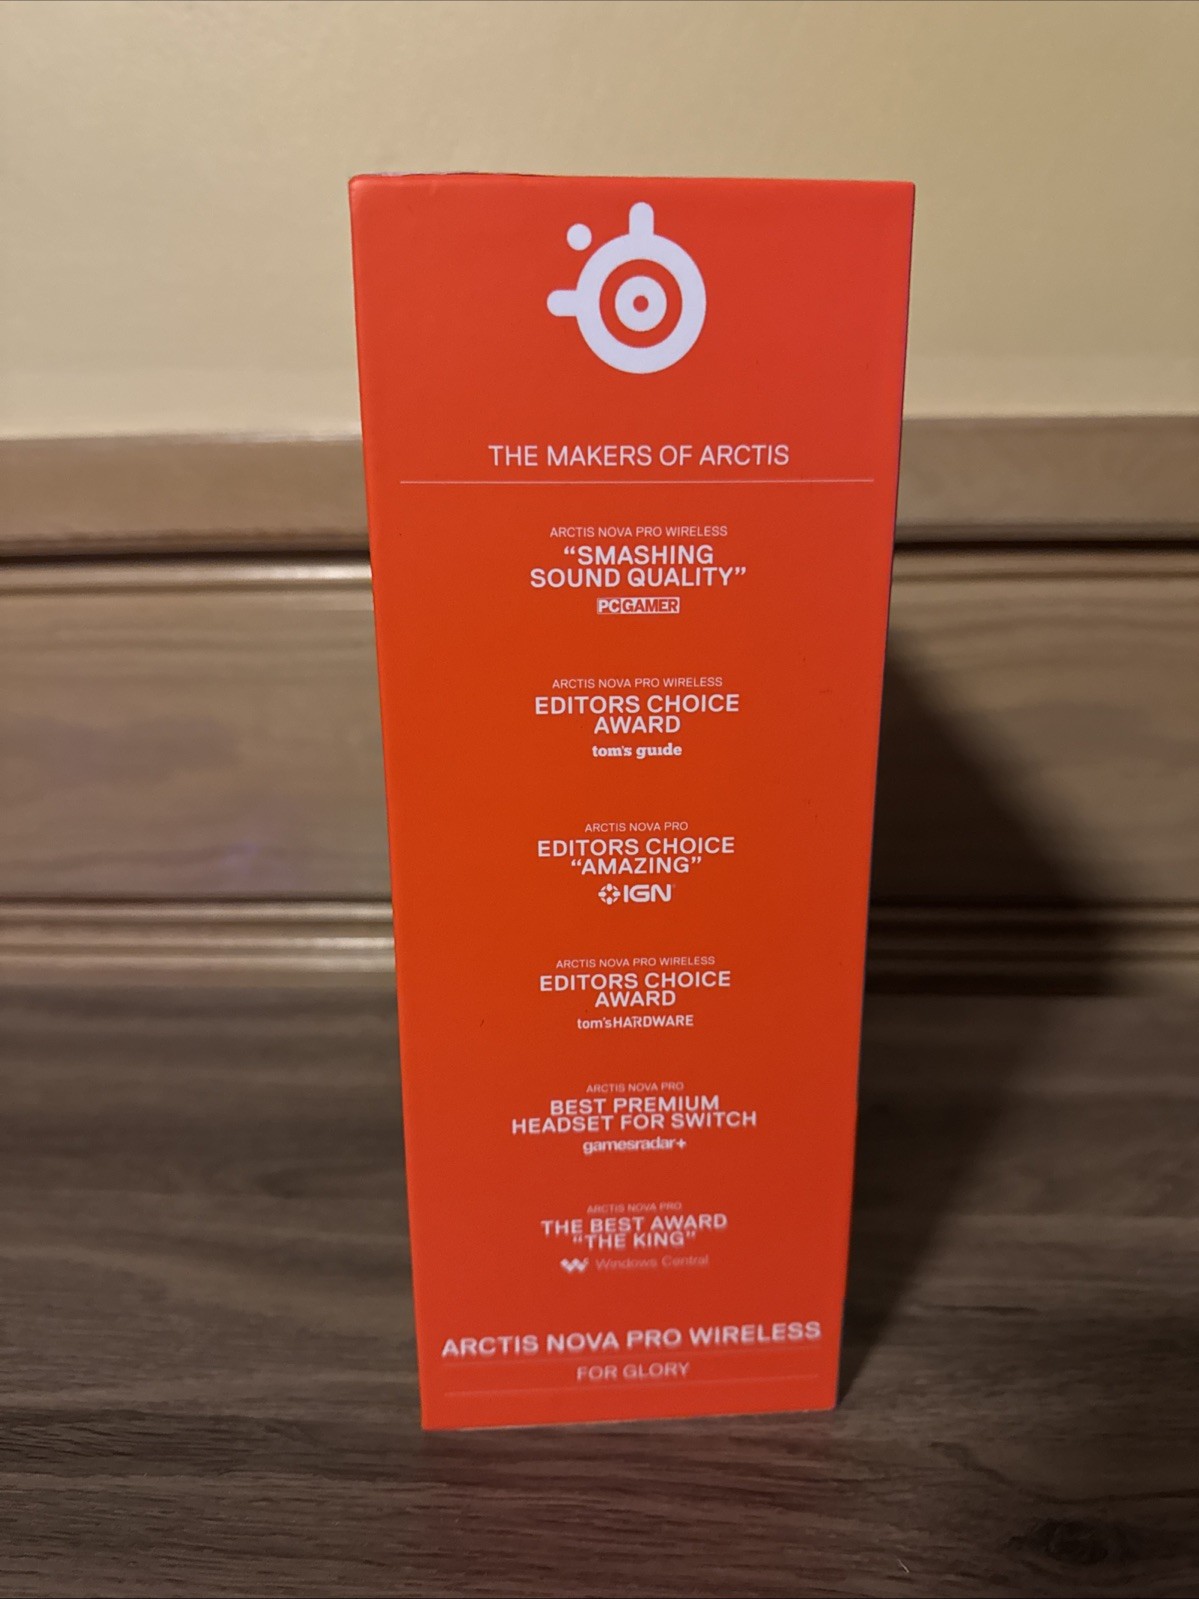 THE MAKERS OF ARCTIS
ARCTIS NOVA PRO WIRELESS
“SMASHING
SOUND QUALITY”
PC GAMER
ARCTIS NOVA PRO WIRELESS
EDITORS CHOICE
AWARD
tom's guide
ARCTIS NOVA PRO
EDITORS CHOICE
“AMAZING”
IGN
ARCTIS NOVA PRO WIRELESS
EDITORS CHOICE
AWARD
tom'sHARDWARE
ARCTIS NOVA PRO
BEST PREMIUM
HEADSET FOR SWITCH
gamesradar+
ARCTIS NOVA PRO
THE BEST AWARD
“THE KING”
Windows Central
ARCTIS NOVA PRO WIRELESS
FOR GLORY